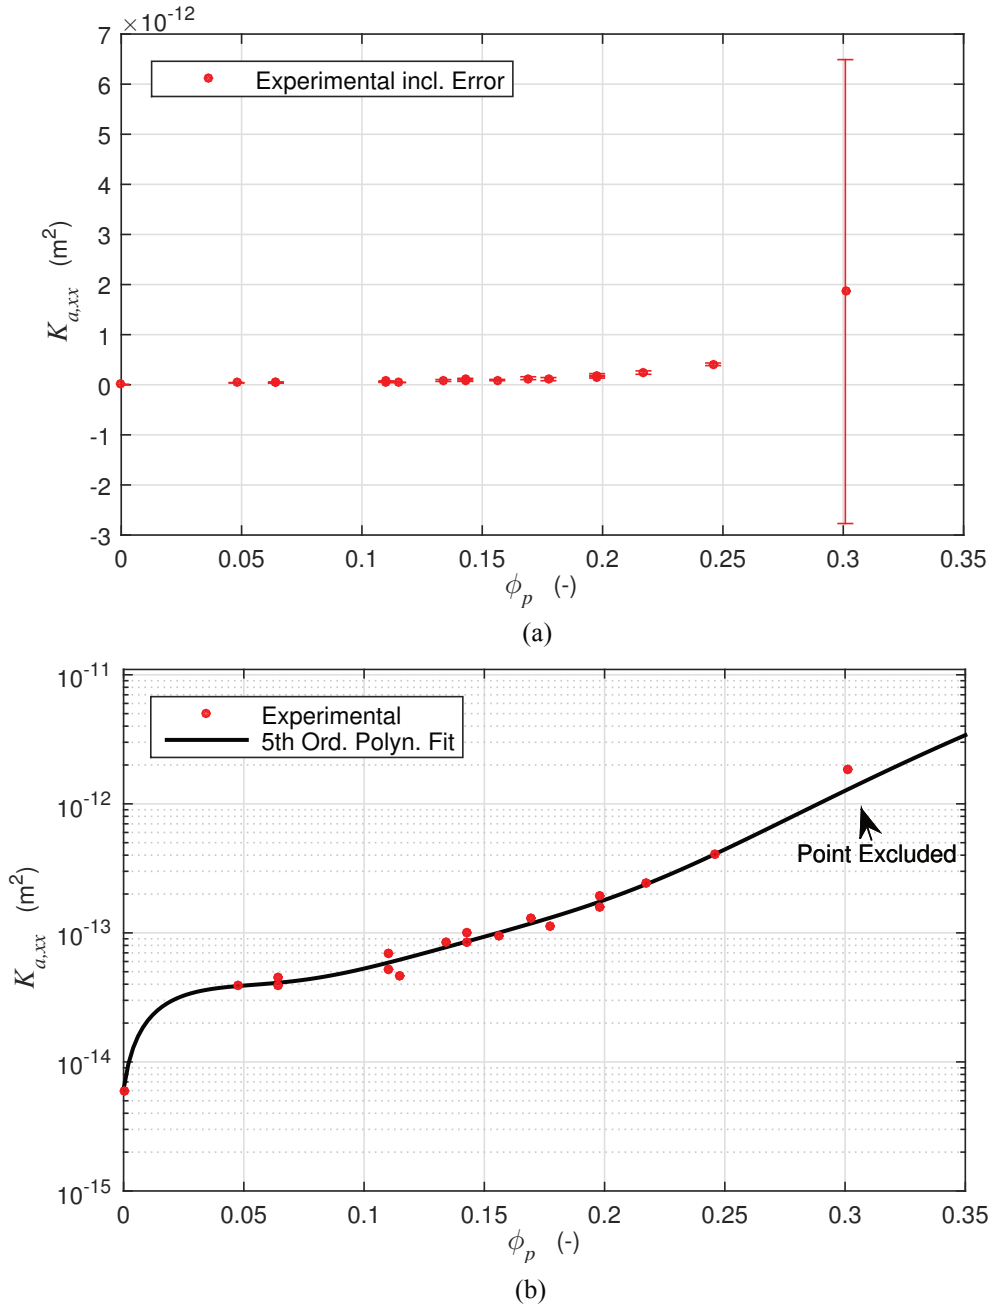 ×10^-12
7
6
5
4
3
2
1
0
-1
-2
-3
K_a,xx (m^2)
Experimental incl. Error
0 0.05 0.1 0.15 0.2 0.25 0.3 0.35
ϕ_p (-)
(a)
10^-11
10^-12
10^-13
10^-14
10^-15
K_a,xx (m^2)
Experimental
5th Ord. Polyn. Fit
Point Excluded
0 0.05 0.1 0.15 0.2 0.25 0.3 0.35
ϕ_p (-)
(b)